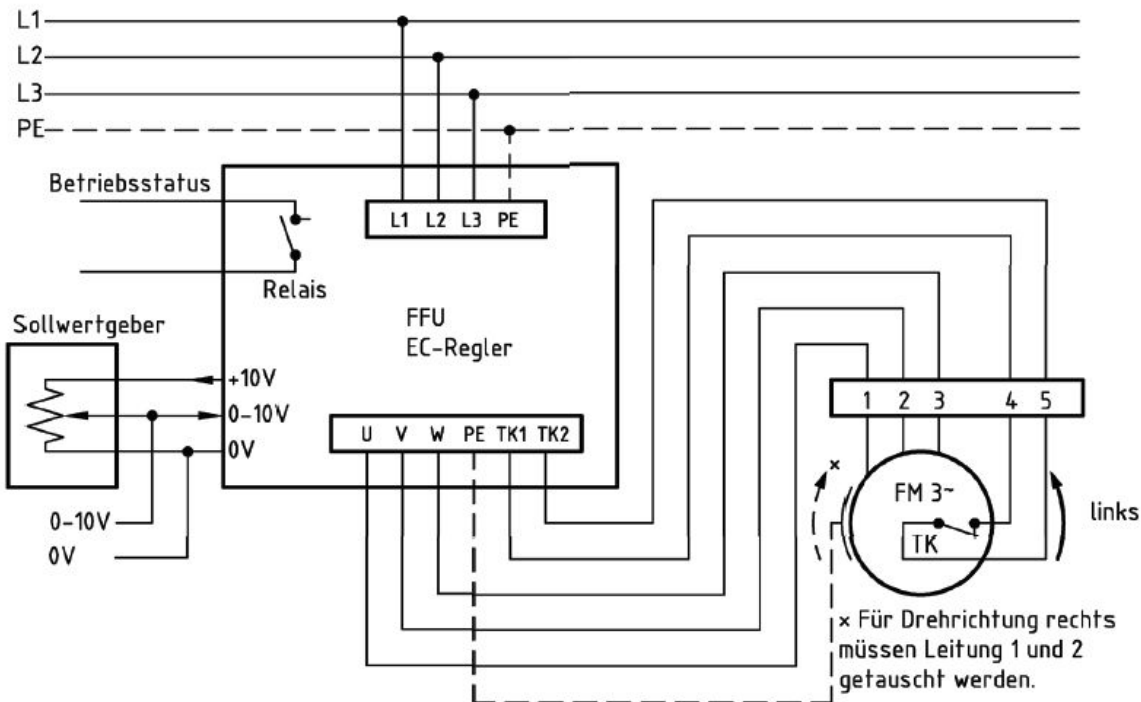 L1
L2
L3
PE
Betriebsstatus
L1 L2 L3 PE
Relais
Sollwertgeber
FFU
EC-Regler
+10V
0-10V
0V
U V W PE TK1 TK2
1 2 3 4 5
0-10V
0V
×
FM 3~
TK
links
× Für Drehrichtung rechts
müssen Leitung 1 und 2
getauscht werden.